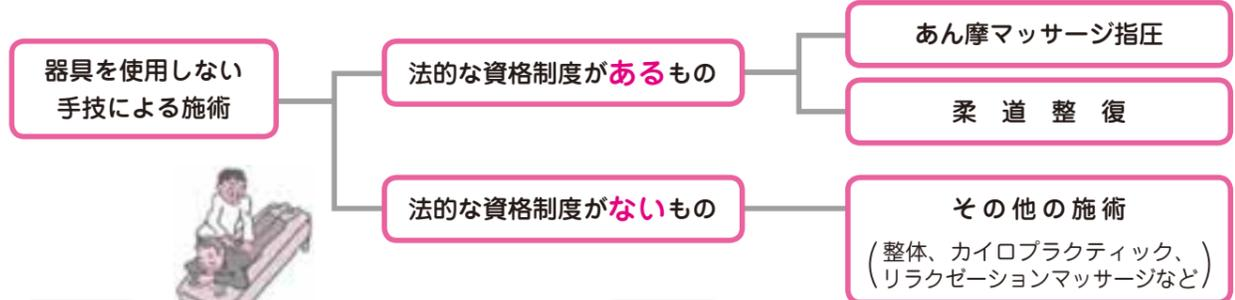 器具を使用しない
手技による施術
法的な資格制度があるもの
あん摩マッサージ指圧
柔道整復
法的な資格制度がないもの
その他の施術
（整体、カイロプラクティック、
リラクゼーションマッサージなど）